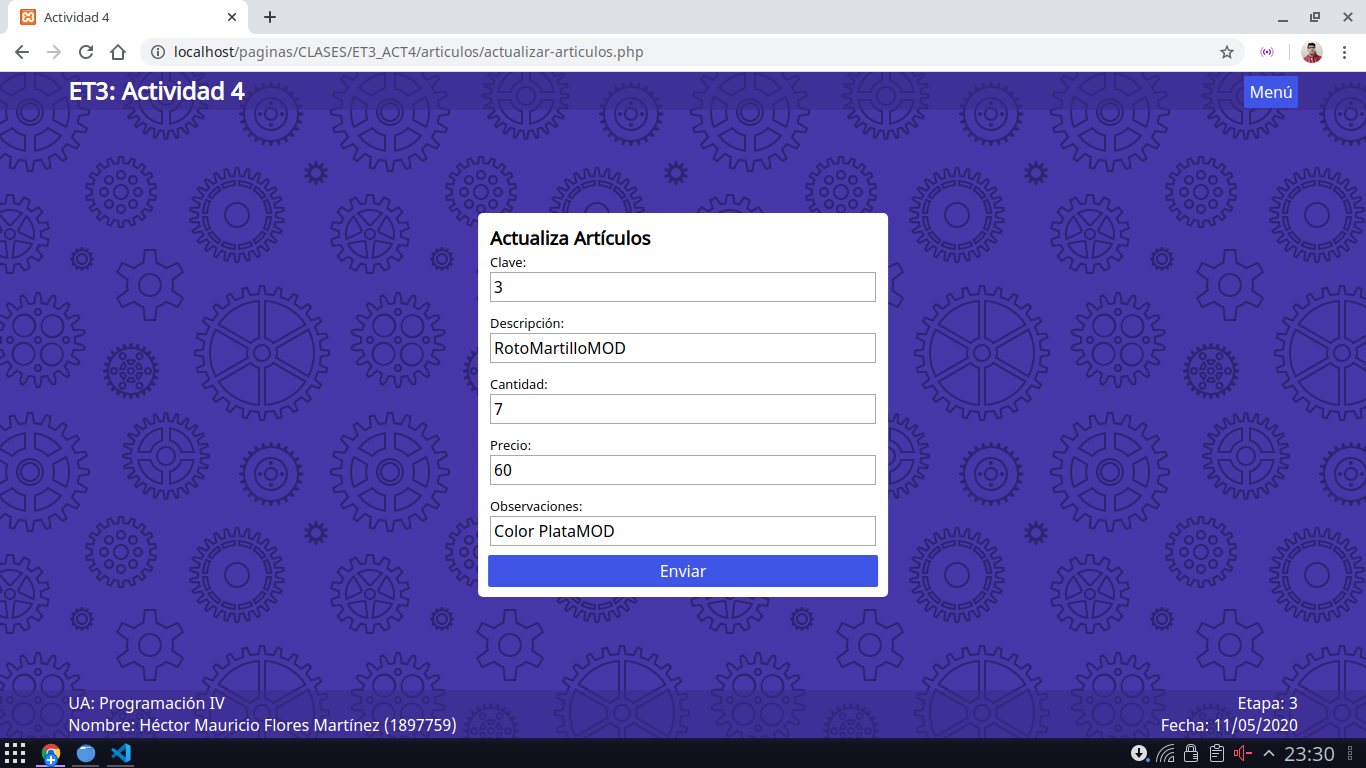 Actividad 4
localhost/paginas/CLASES/ET3_ACT4/articulos/actualizar-articulos.php
ET3: Actividad 4
Menú
Actualiza Artículos
Clave:
3
Descripción:
RotoMartilloMOD
Cantidad:
7
Precio:
60
Observaciones:
Color PlataMOD
Enviar
UA: Programación IV
Etapa: 3
Nombre: Héctor Mauricio Flores Martínez (1897759)
Fecha: 11/05/2020
23:30